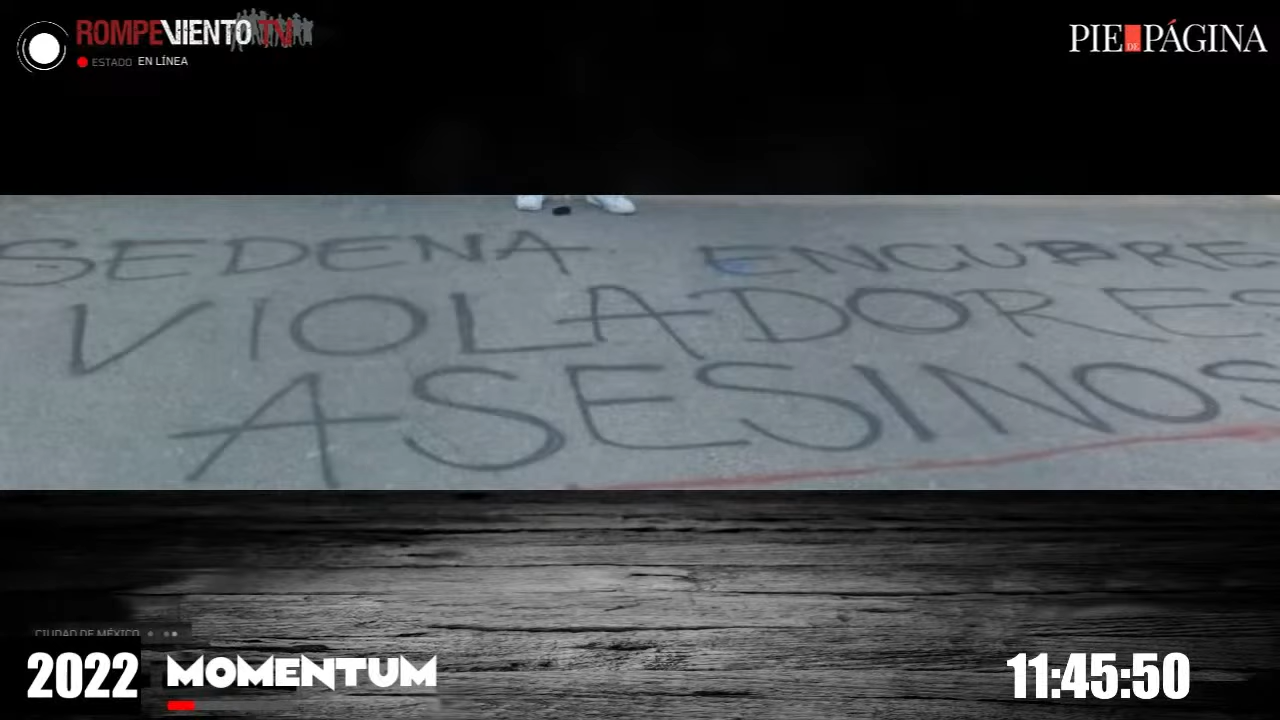 ROMPEVIENTO TV
ESTADO EN LÍNEA
PIE DE PÁGINA
SEDENA ENCUBRE
VIOLADORES
ASESINOS
CIUDAD DE MÉXICO
2022 MOMENTUM
11:45:50